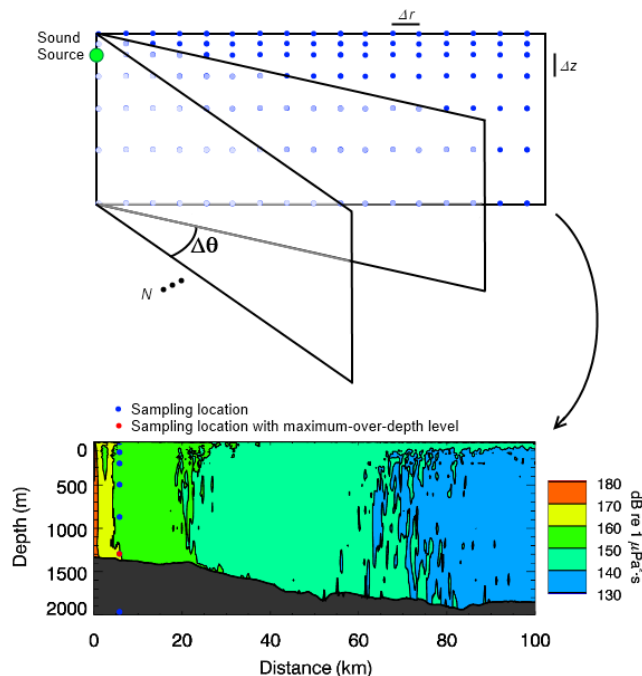 Δr
Sound
Source
Δz
Δθ
N
Sampling location
Sampling location with maximum-over-depth level
Depth (m)
0
500
1000
1500
2000
0
20
40
60
80
100
Distance (km)
180
170
160
150
140
130
dB re 1 µPa²·s